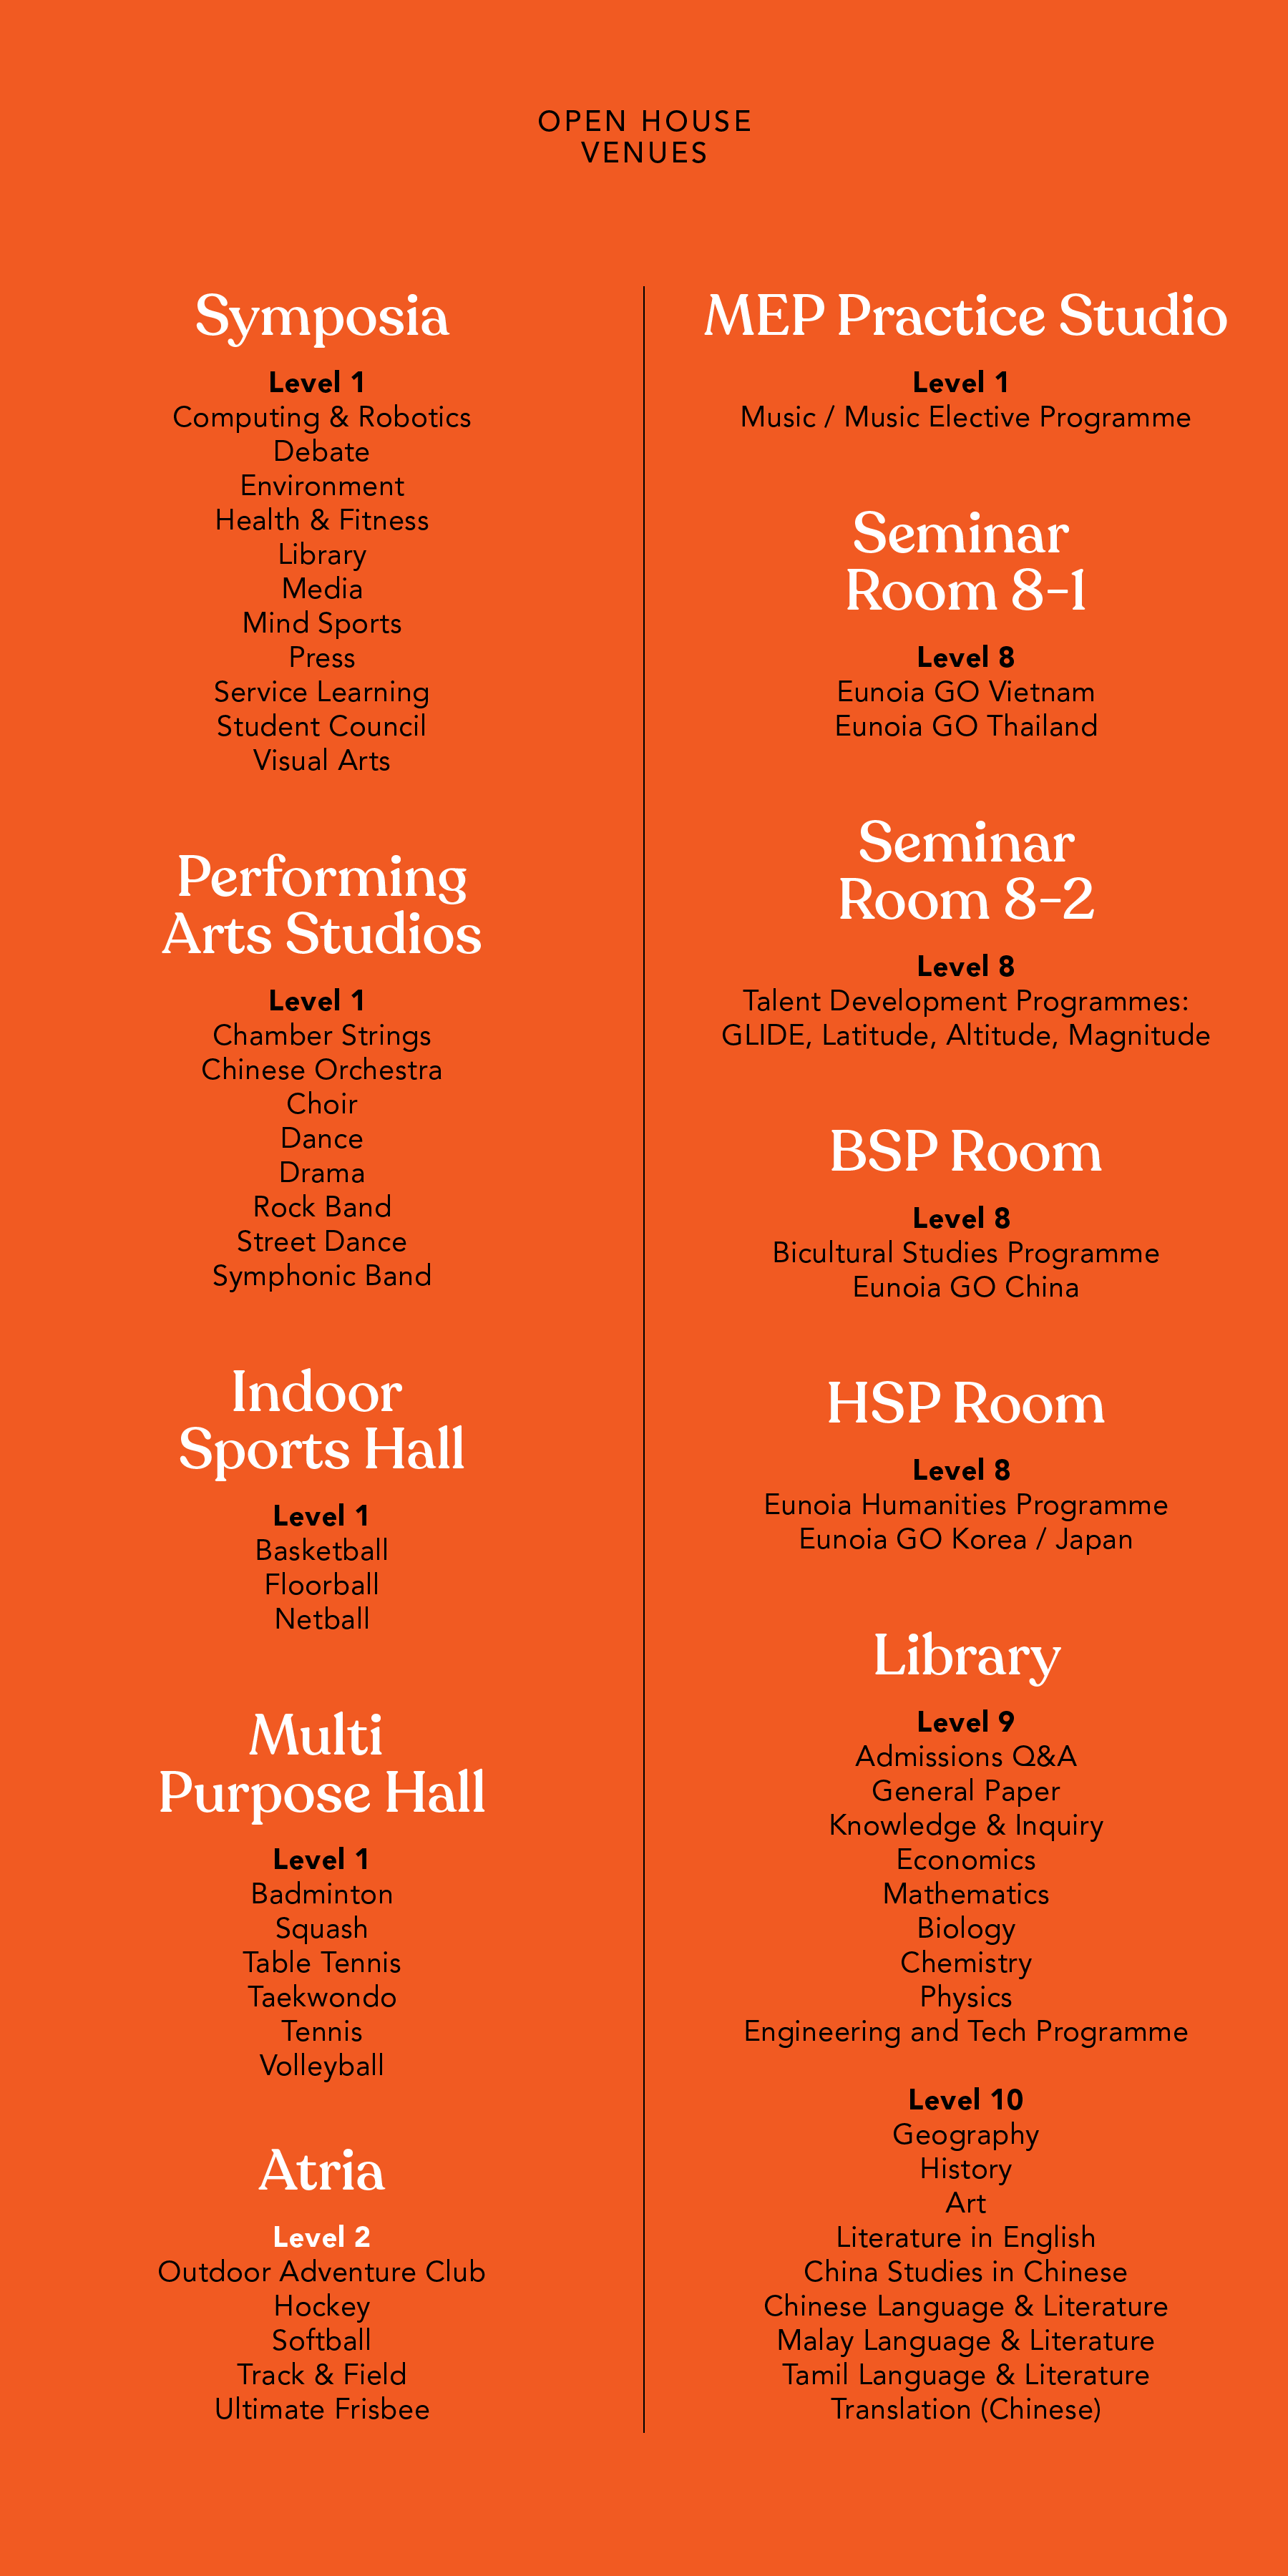 OPEN HOUSE
VENUES
Symposia
Level 1
Computing & Robotics
Debate
Environment
Health & Fitness
Library
Media
Mind Sports
Press
Service Learning
Student Council
Visual Arts
Performing
Arts Studios
Level 1
Chamber Strings
Chinese Orchestra
Choir
Dance
Drama
Rock Band
Street Dance
Symphonic Band
Indoor
Sports Hall
Level 1
Basketball
Floorball
Netball
Multi
Purpose Hall
Level 1
Badminton
Squash
Table Tennis
Taekwondo
Tennis
Volleyball
Atria
Level 2
Outdoor Adventure Club
Hockey
Softball
Track & Field
Ultimate Frisbee
MEP Practice Studio
Level 1
Music / Music Elective Programme
Seminar
Room 8-1
Level 8
Eunoia GO Vietnam
Eunoia GO Thailand
Seminar
Room 8-2
Level 8
Talent Development Programmes:
GLIDE, Latitude, Altitude, Magnitude
BSP Room
Level 8
Bicultural Studies Programme
Eunoia GO China
HSP Room
Level 8
Eunoia Humanities Programme
Eunoia GO Korea / Japan
Library
Level 9
Admissions Q&A
General Paper
Knowledge & Inquiry
Economics
Mathematics
Biology
Chemistry
Physics
Engineering and Tech Programme
Level 10
Geography
History
Art
Literature in English
China Studies in Chinese
Chinese Language & Literature
Malay Language & Literature
Tamil Language & Literature
Translation (Chinese)